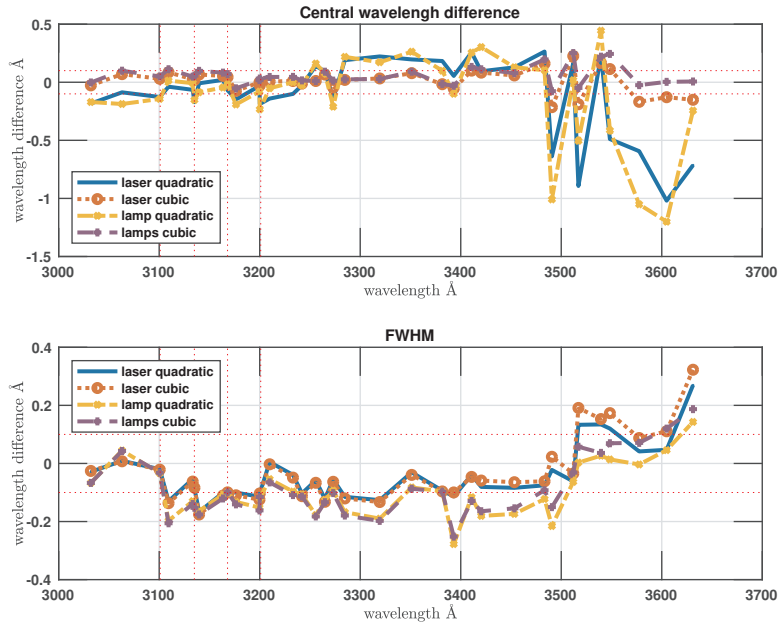 Central wavelengh difference
0.5
0
-0.5
-1
-1.5
wavelength difference Å
laser quadratic
laser cubic
lamp quadratic
lamps cubic
3000 3100 3200 3300 3400 3500 3600 3700
wavelength Å
FWHM
0.4
0.2
0
-0.2
-0.4
wavelength difference Å
laser quadratic
laser cubic
lamp quadratic
lamps cubic
3000 3100 3200 3300 3400 3500 3600 3700
wavelength Å